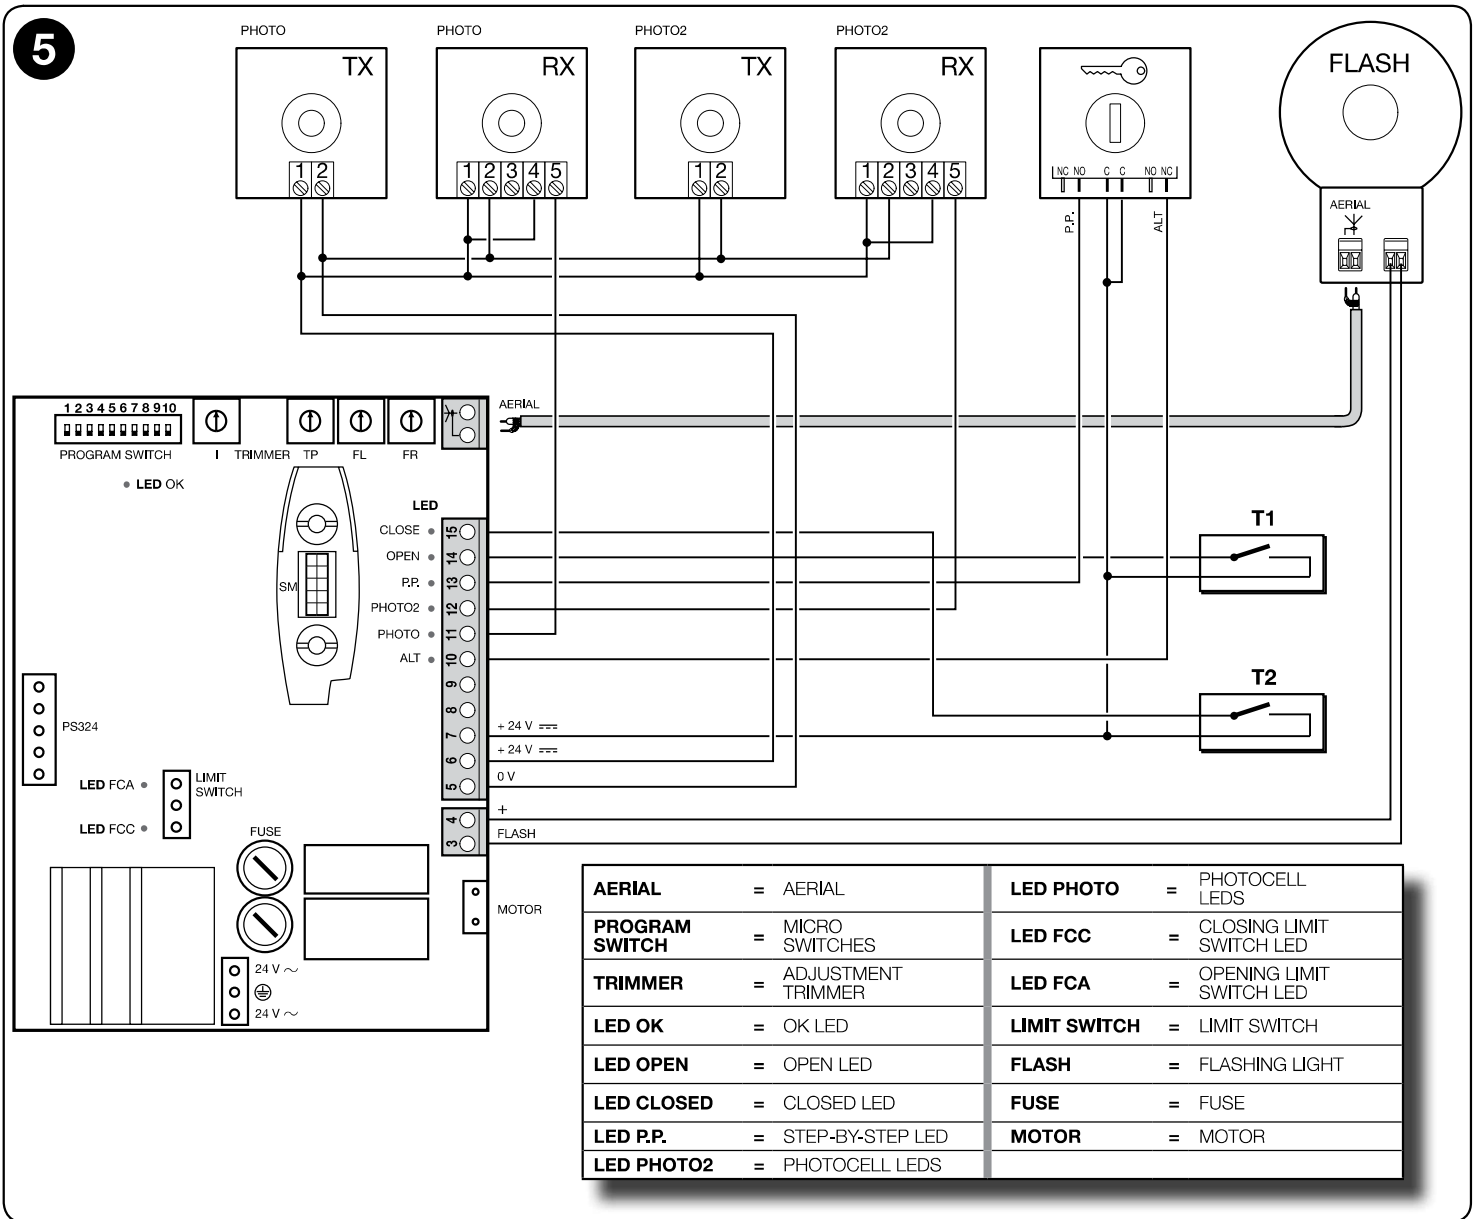 5
PHOTO PHOTO PHOTO2 PHOTO2
TX RX TX RX FLASH
1 2 1 2 3 4 5 1 2 1 2 3 4 5
NC NO C C NO NC
P.P. ALT
AERIAL
1 2 3 4 5 6 7 8 9 10
PROGRAM SWITCH I TRIMMER TP FL FR
AERIAL
LED OK
LED
CLOSE 15
OPEN 14
P.P. 13
PHOTO2 12
PHOTO 11
ALT 10
9
8
7 + 24 V
6 + 24 V
5 0 V
4 +
3 FLASH
SM
T1
T2
PS324
LED FCA
LIMIT
SWITCH
LED FCC
FUSE
MOTOR
24 V ~
24 V ~
AERIAL = AERIAL
PROGRAM
SWITCH = MICRO
SWITCHES
TRIMMER = ADJUSTMENT
TRIMMER
LED OK = OK LED
LED OPEN = OPEN LED
LED CLOSED = CLOSED LED
LED P.P. = STEP-BY-STEP LED
LED PHOTO2 = PHOTOCELL LEDS
LED PHOTO = PHOTOCELL
LEDS
LED FCC = CLOSING LIMIT
SWITCH LED
LED FCA = OPENING LIMIT
SWITCH LED
LIMIT SWITCH = LIMIT SWITCH
FLASH = FLASHING LIGHT
FUSE = FUSE
MOTOR = MOTOR